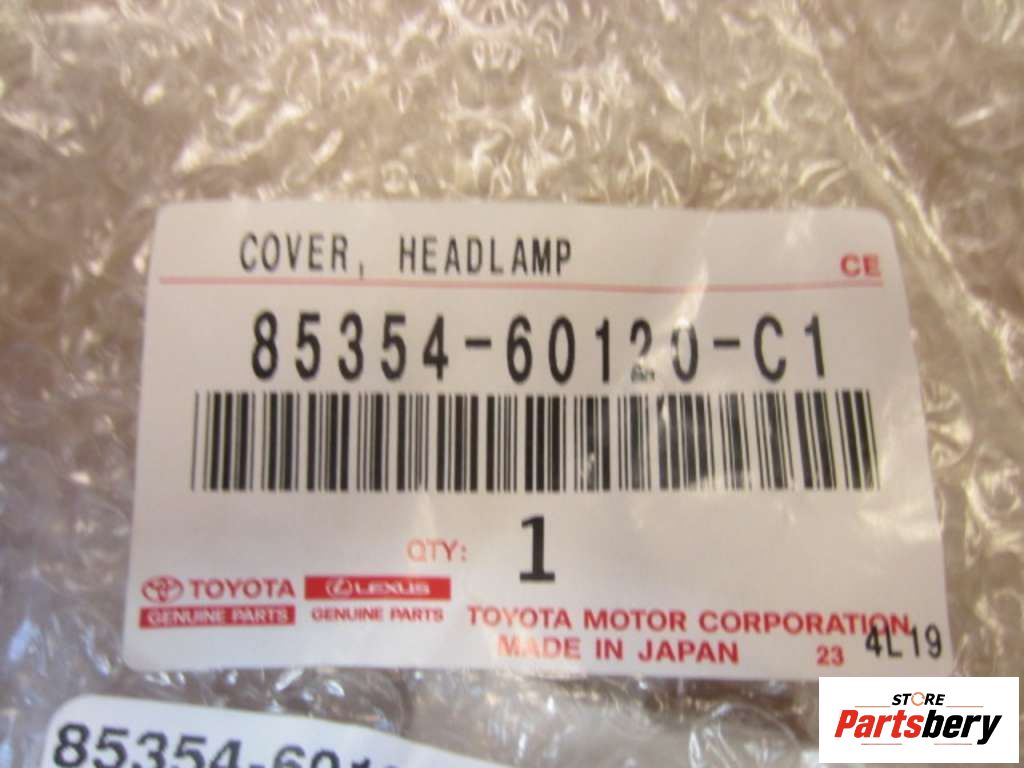 COVER, HEADLAMP
CE
85354-60120-C1
QTY: 1
TOYOTA LEXUS
GENUINE PARTS GENUINE PARTS
TOYOTA MOTOR CORPORATION
MADE IN JAPAN 23 4L19
STORE
Partsbery